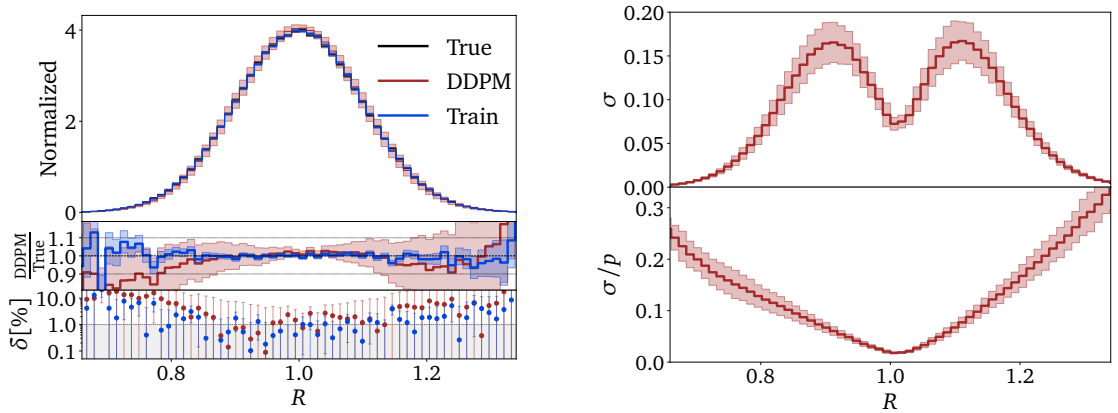 4
2
0
Normalized
True
DDPM
Train
1.1
1.0
0.9
DDPM
True
10.0
1.0
0.1
δ[%]
0.8 1.0 1.2
R
0.20
0.15
0.10
0.05
0.00
σ
0.3
0.2
0.1
0.0
σ/p
0.8 1.0 1.2
R